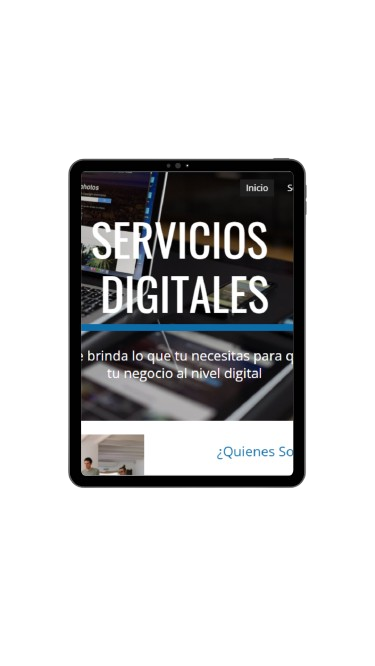 photos
Inicio
SERVICIOS
DIGITALES
brinda lo que tu necesitas para
tu negocio al nivel digital
¿Quienes So